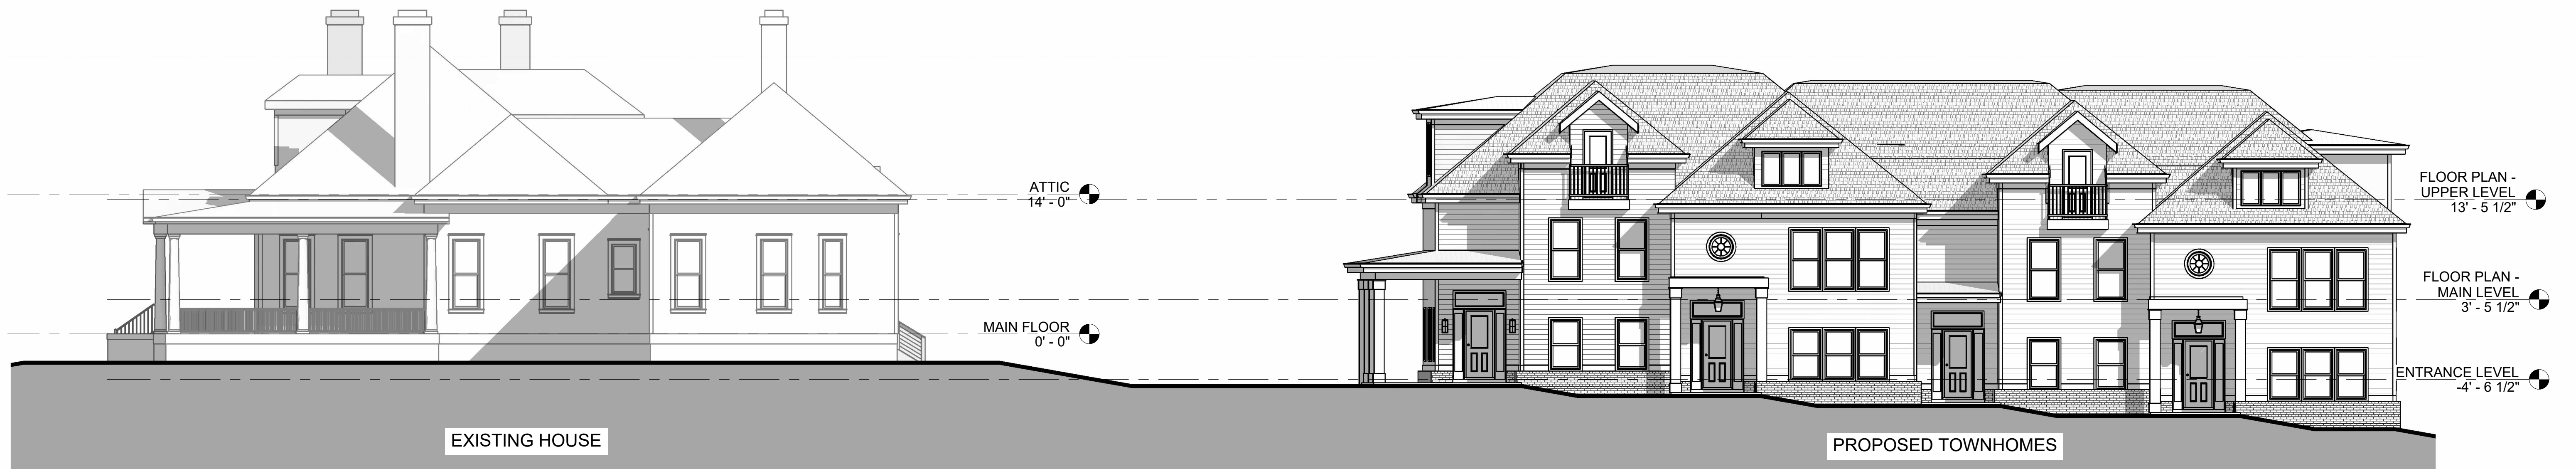 ATTIC
14' - 0"
MAIN FLOOR
0' - 0"
EXISTING HOUSE
FLOOR PLAN -
UPPER LEVEL
13' - 5 1/2"
FLOOR PLAN -
MAIN LEVEL
3' - 5 1/2"
ENTRANCE LEVEL
-4' - 6 1/2"
PROPOSED TOWNHOMES